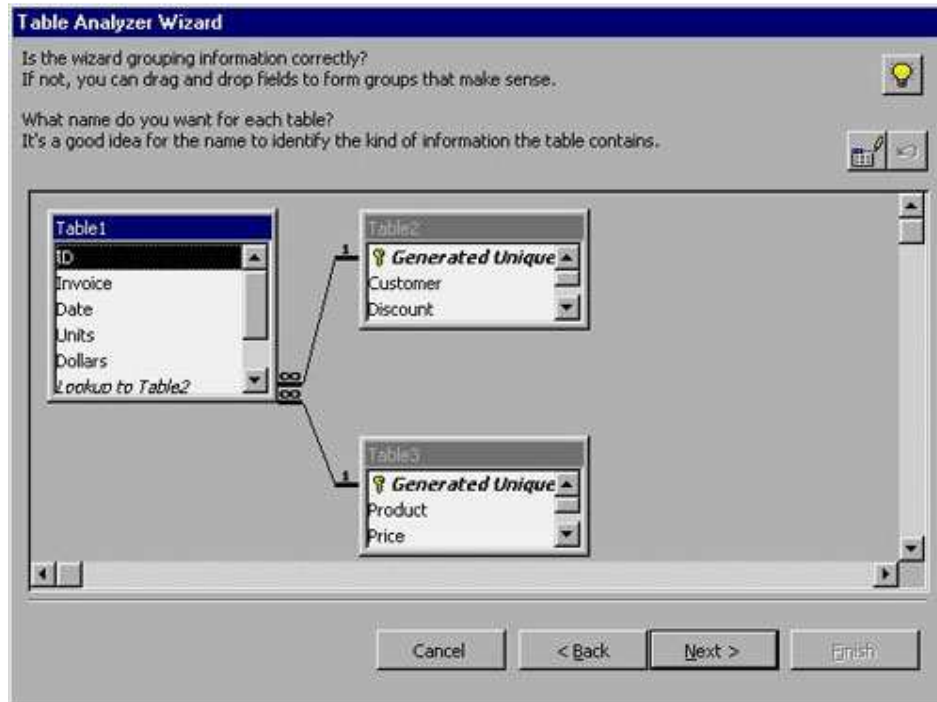 Table Analyzer Wizard
Is the wizard grouping information correctly?
If not, you can drag and drop fields to form groups that make sense.
What name do you want for each table?
It's a good idea for the name to identify the kind of information the table contains.
Table1
ID
Invoice
Date
Units
Dollars
Lookup to Table2
∞
∞
1
Table2
Generated Unique
Customer
Discount
1
Table3
Generated Unique
Product
Price
Cancel
< Back
Next >
Finish